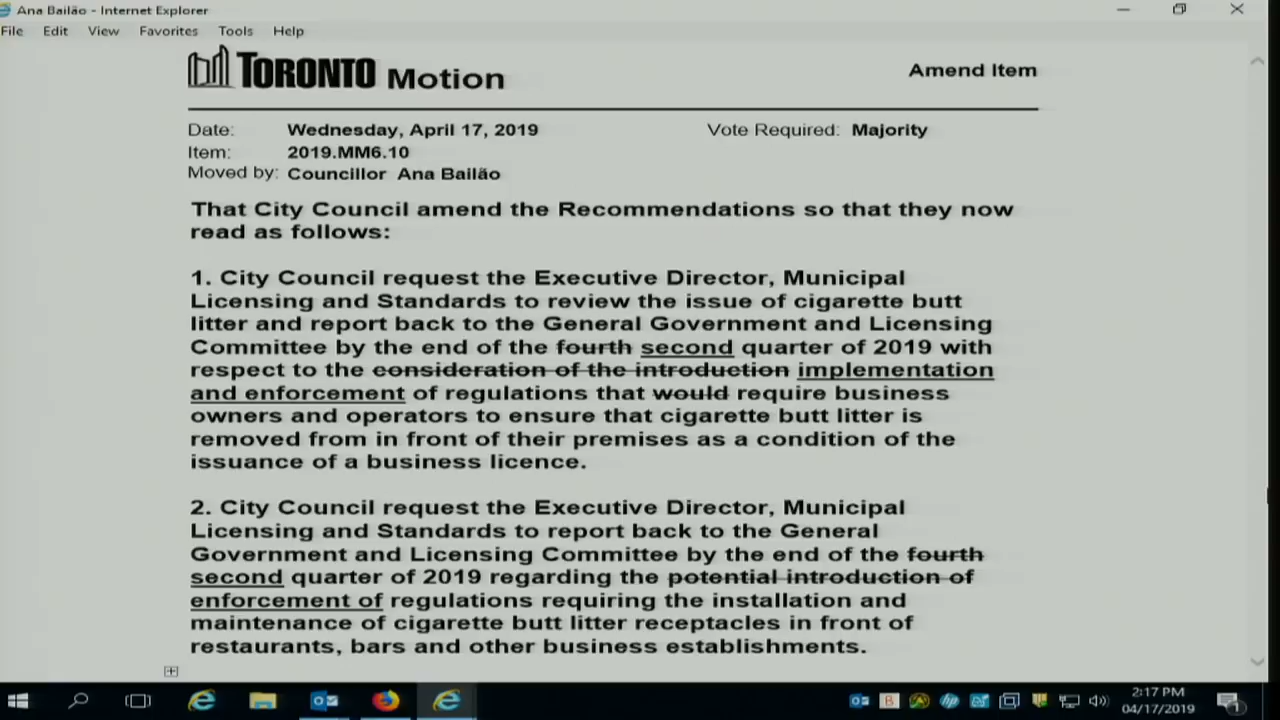 Ana Bailão - Internet Explorer
File Edit View Favorites Tools Help
TORONTO Motion
Amend Item
Date: Wednesday, April 17, 2019
Vote Required: Majority
Item: 2019.MM6.10
Moved by: Councillor Ana Bailão
That City Council amend the Recommendations so that they now
read as follows:
1. City Council request the Executive Director, Municipal
Licensing and Standards to review the issue of cigarette butt
litter and report back to the General Government and Licensing
Committee by the end of the fourth second quarter of 2019 with
respect to the consideration of the introduction implementation
and enforcement of regulations that would require business
owners and operators to ensure that cigarette butt litter is
removed from in front of their premises as a condition of the
issuance of a business licence.
2. City Council request the Executive Director, Municipal
Licensing and Standards to report back to the General
Government and Licensing Committee by the end of the fourth
second quarter of 2019 regarding the potential introduction of
enforcement of regulations requiring the installation and
maintenance of cigarette butt litter receptacles in front of
restaurants, bars and other business establishments.
2:17 PM
04/17/2019